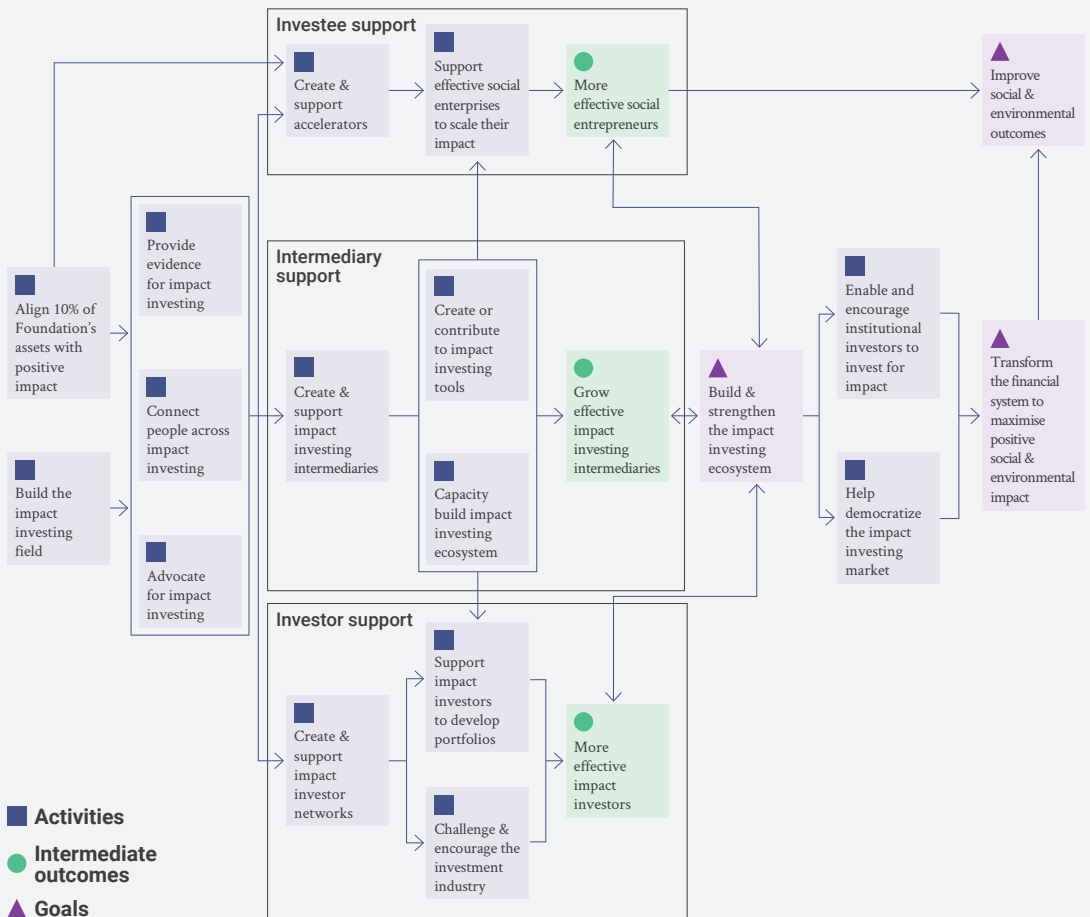 Investee support
Create &
support
accelerators
Support
effective social
enterprises
to scale their
impact
More
effective social
entrepreneurs
Improve
social &
environmental
outcomes
Align 10% of
Foundation’s
assets with
positive
impact
Build the
impact
investing
field
Provide
evidence
for impact
investing
Connect
people across
impact
investing
Advocate
for impact
investing
Intermediary
support
Create &
support
impact
investing
intermediaries
Create or
contribute
to impact
investing
tools
Capacity
build impact
investing
ecosystem
Grow
effective
impact
investing
intermediaries
Build &
strengthen
the impact
investing
ecosystem
Enable and
encourage
institutional
investors to
invest for
impact
Help
democratize
the impact
investing
market
Transform
the financial
system to
maximise
positive
social &
environmental
impact
Investor support
Create &
support
impact
investor
networks
Support
impact
investors
to develop
portfolios
Challenge &
encourage the
investment
industry
More
effective
impact
investors
Activities
Intermediate
outcomes
Goals